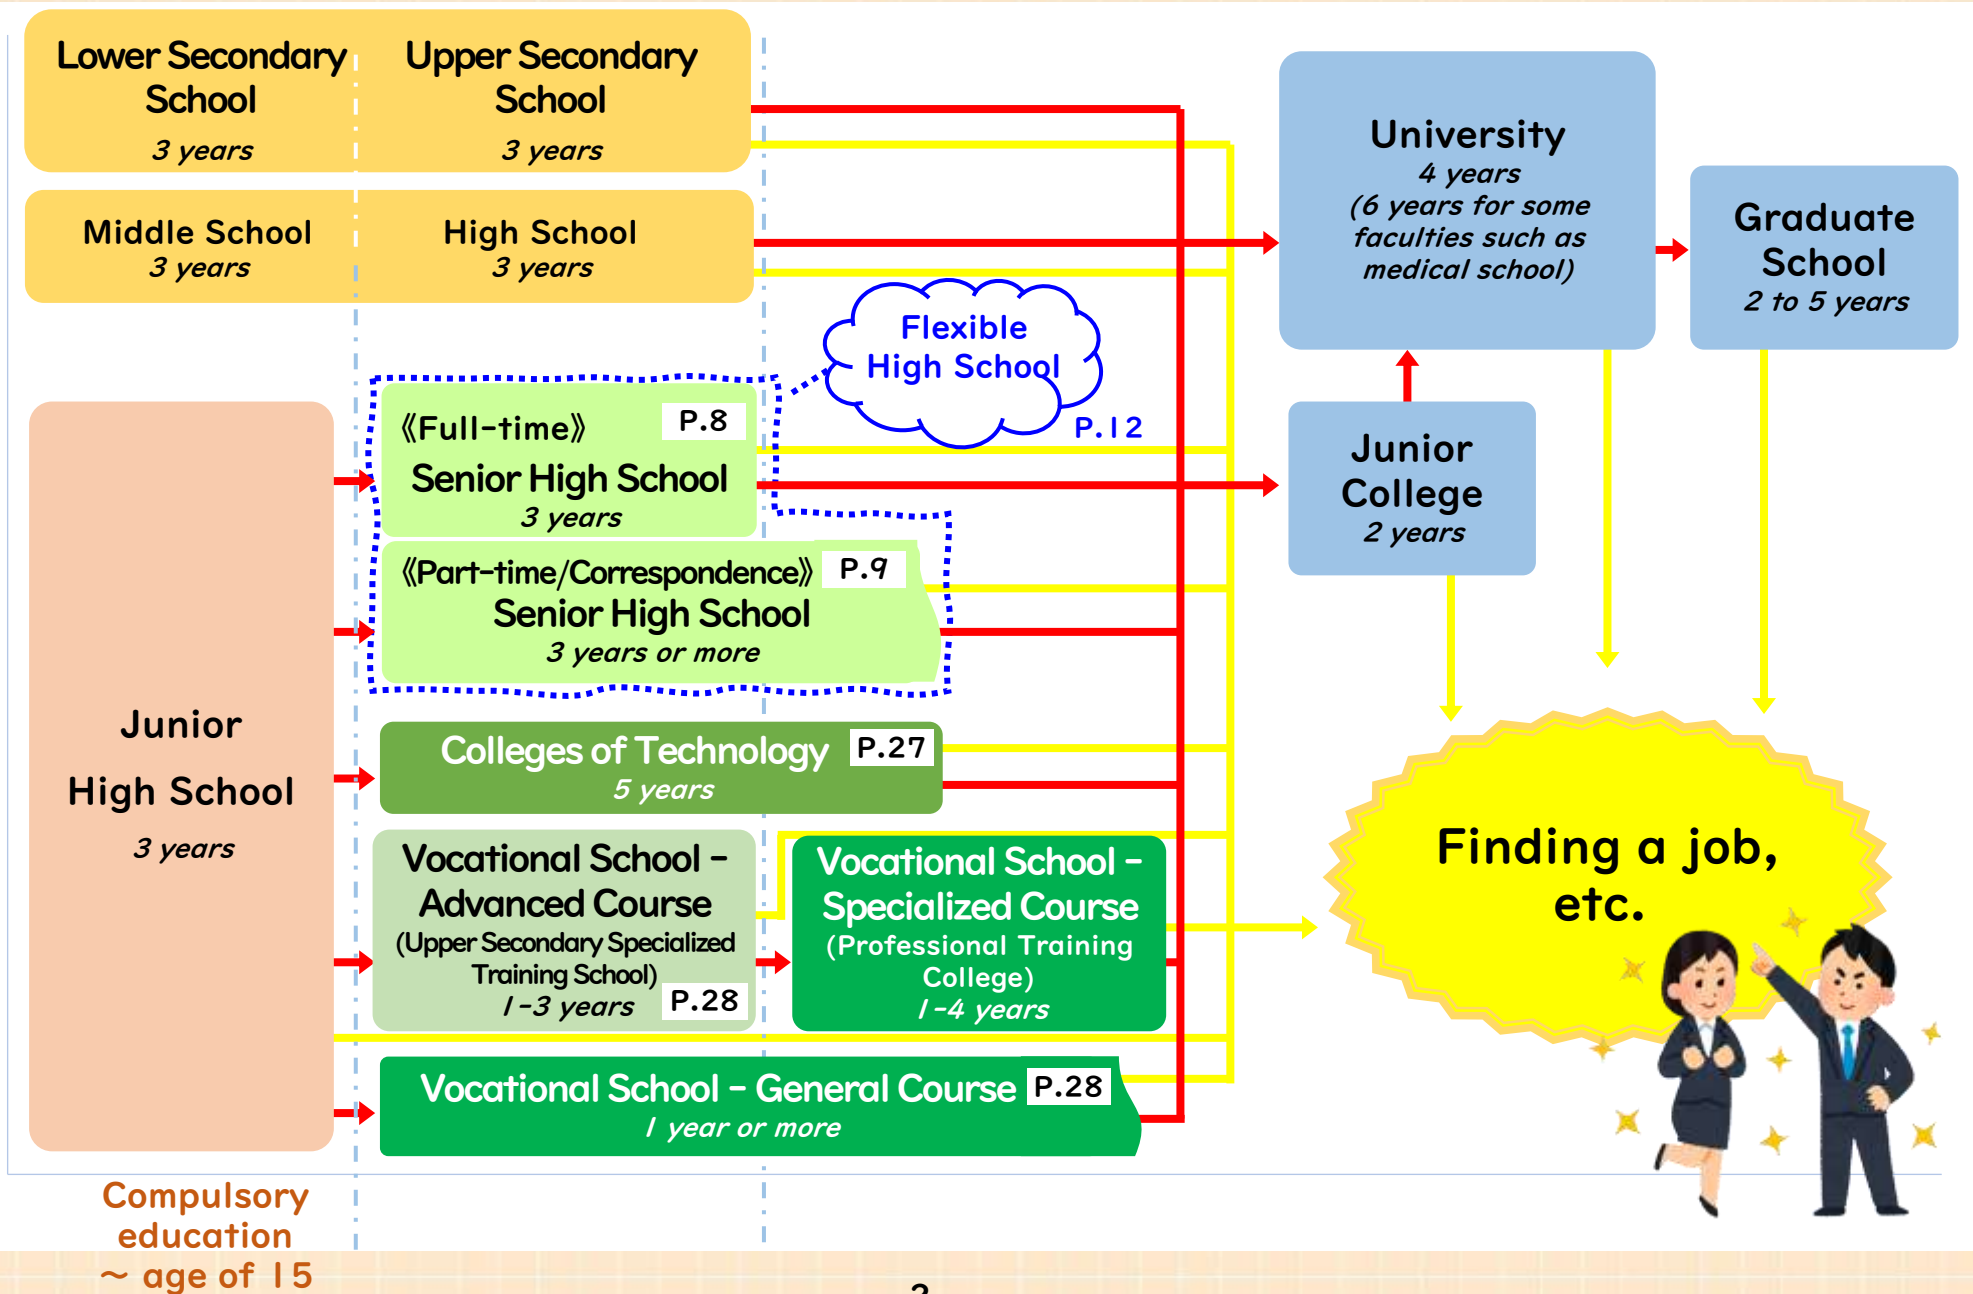 Lower Secondary
School
3 years
Upper Secondary
School
3 years
Middle School
3 years
High School
3 years
University
4 years
(6 years for some
faculties such as
medical school)
Graduate
School
2 to 5 years
Flexible
High School
P.12
Junior
High School
3 years
《Full-time》
P.8
Senior High School
3 years
《Part-time/Correspondence》
P.9
Senior High School
3 years or more
Junior
College
2 years
Colleges of Technology
P.27
5 years
Vocational School -
Advanced Course
(Upper Secondary Specialized
Training School)
1-3 years
P.28
Vocational School -
Specialized Course
(Professional Training
College)
1-4 years
Vocational School - General Course
P.28
1 year or more
Finding a job,
etc.
Compulsory
education
~ age of 15